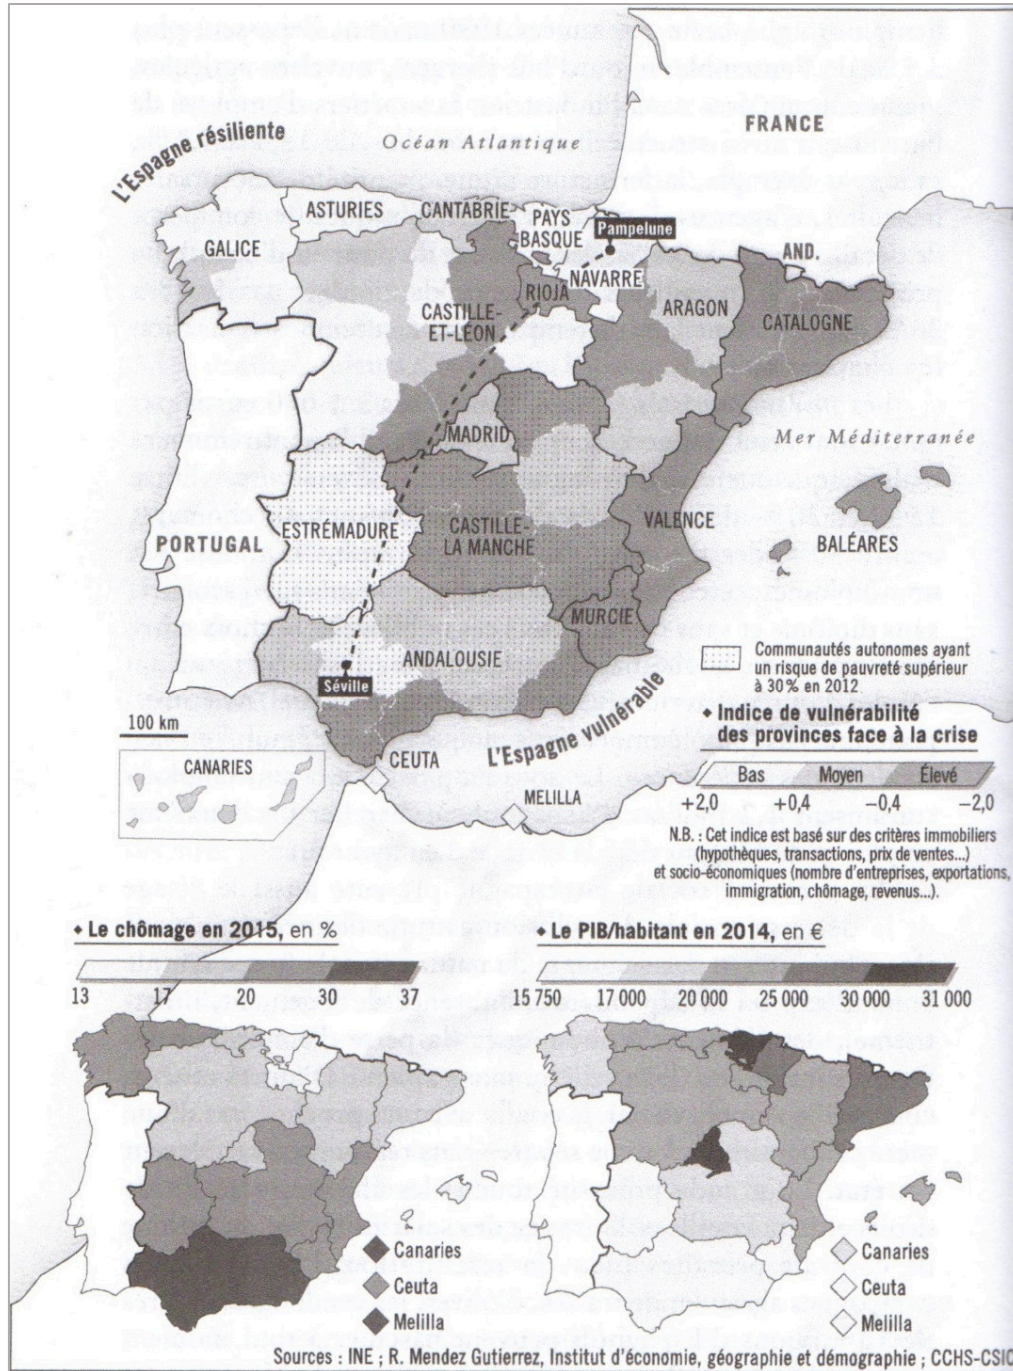 FRANCE
Océan Atlantique
L'Espagne résiliente
ASTURIES
CANTABRIE
PAYS
BASQUE
Pampelune
GALICE
AND.
NAVARRE
RIOJA
ARAGON
CATALOGNE
CASTILLE-
ET-LEON
MADRID
Mer Méditerranée
ESTRÉMADURE
CASTILLE-
LA MANCHE
VALENCE
PORTUGAL
BALÉARES
MURCIE
ANDALOUSIE
Séville
L'Espagne vulnérable
100 km
CEUTA
MELILLA
CANARIES
Communautés autonomes ayant
un risque de pauvreté supérieur
à 30 % en 2012
Indice de vulnérabilité
des provinces face à la crise
Bas Moyen Élevé
+2,0 +0,4 –0,4 –2,0
N.B. : Cet indice est basé sur des critères immobiliers
(hypothèques, transactions, prix de ventes...)
et socio-économiques (nombre d'entreprises, exportations,
immigration, chômage, revenus...).
Le chômage en 2015, en %
13 17 20 30 37
Canaries
Ceuta
Melilla
Le PIB/habitant en 2014, en €
15 750 17 000 20 000 25 000 30 000 31 000
Canaries
Ceuta
Melilla
Sources : INE ; R. Mendez Gutierrez, Institut d'économie, géographie et démographie ; CCHS-CSIC